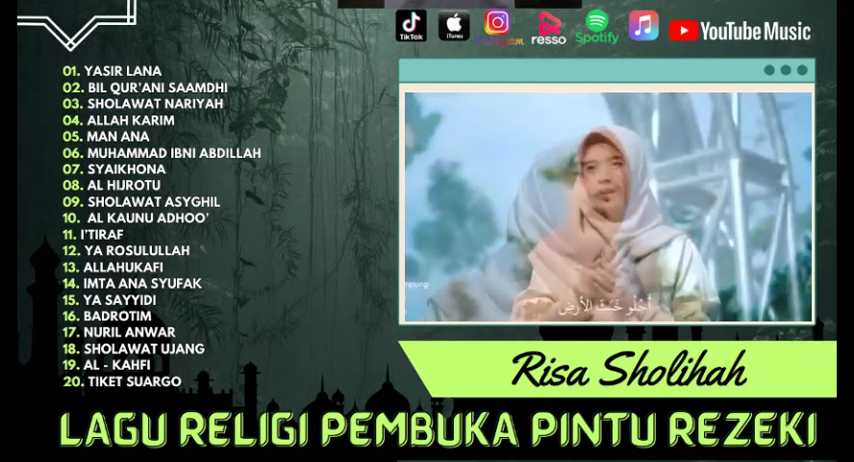 TikTok
iTunes
Instagram
resso
Spotify
YouTube Music
01. YASIR LANA
02. BIL QUR'ANI SAAMDHI
03. SHOLAWAT NARIYAH
04. ALLAH KARIM
05. MAN ANA
06. MUHAMMAD IBNI ABDILLAH
07. SYAIKHONA
08. AL HIJROTU
09. SHOLAWAT ASYGHIL
10. AL KAUNU ADHOO'
11. I'TIRAF
12. YA ROSULULLAH
13. ALLAHUKAFI
14. IMTA ANA SYUFAK
15. YA SAYYIDI
16. BADROTIM
17. NURIL ANWAR
18. SHOLAWAT UJANG
19. AL - KAHFI
20. TIKET SUARGO
Risa Sholihah
LAGU RELIGI PEMBUKA PINTU REZEKI